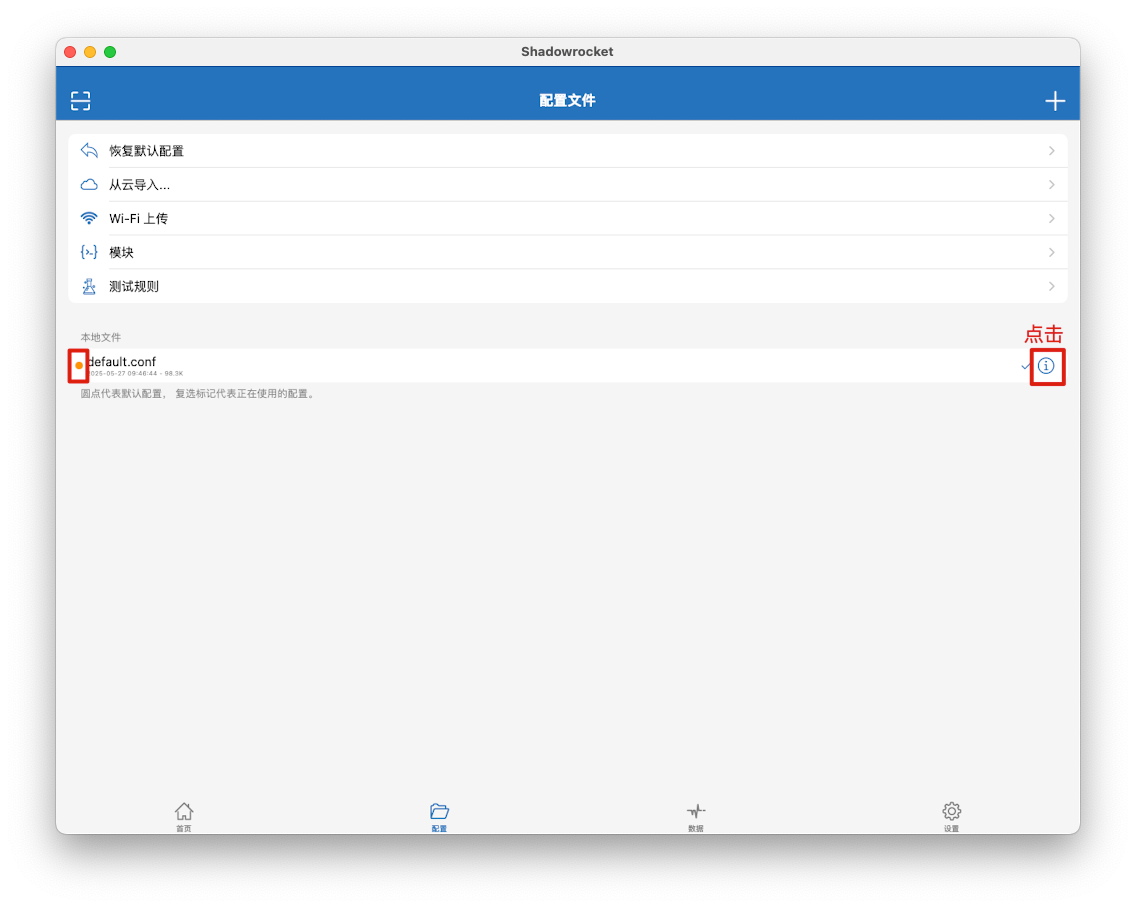 Shadowrocket
配置文件
恢复默认配置
从云导入...
Wi-Fi 上传
模块
测试规则
点击
本地文件
default.conf
2025-05-27 09:46:44 - 98.3K
圆点代表默认配置， 复选标记代表正在使用的配置。
首页
配置
数据
设置